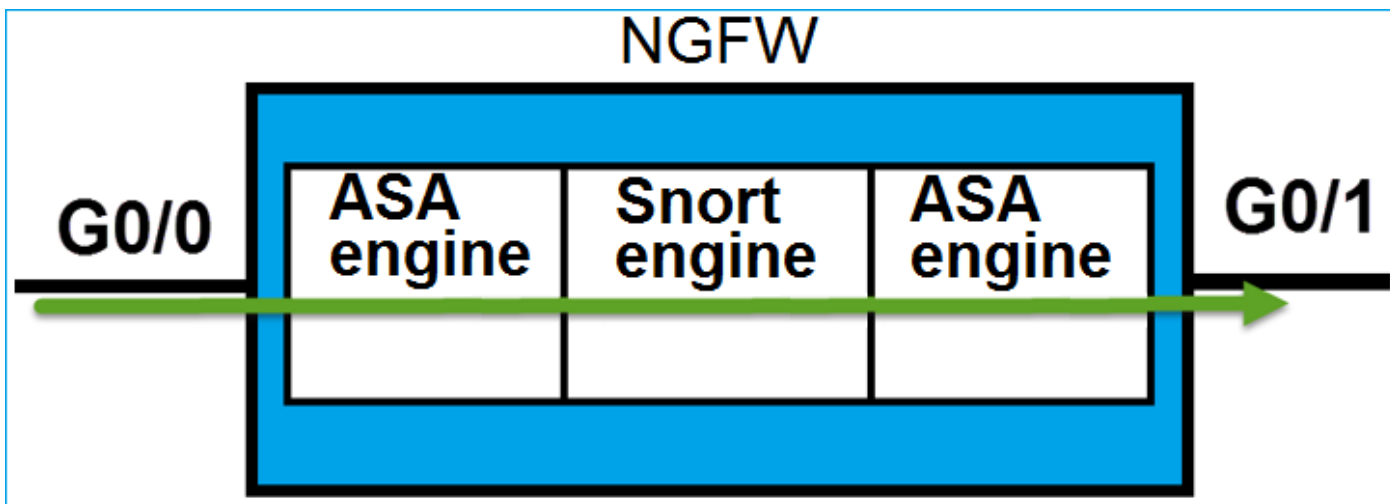 NGFW
G0/0
ASA
engine
Snort
engine
ASA
engine
G0/1